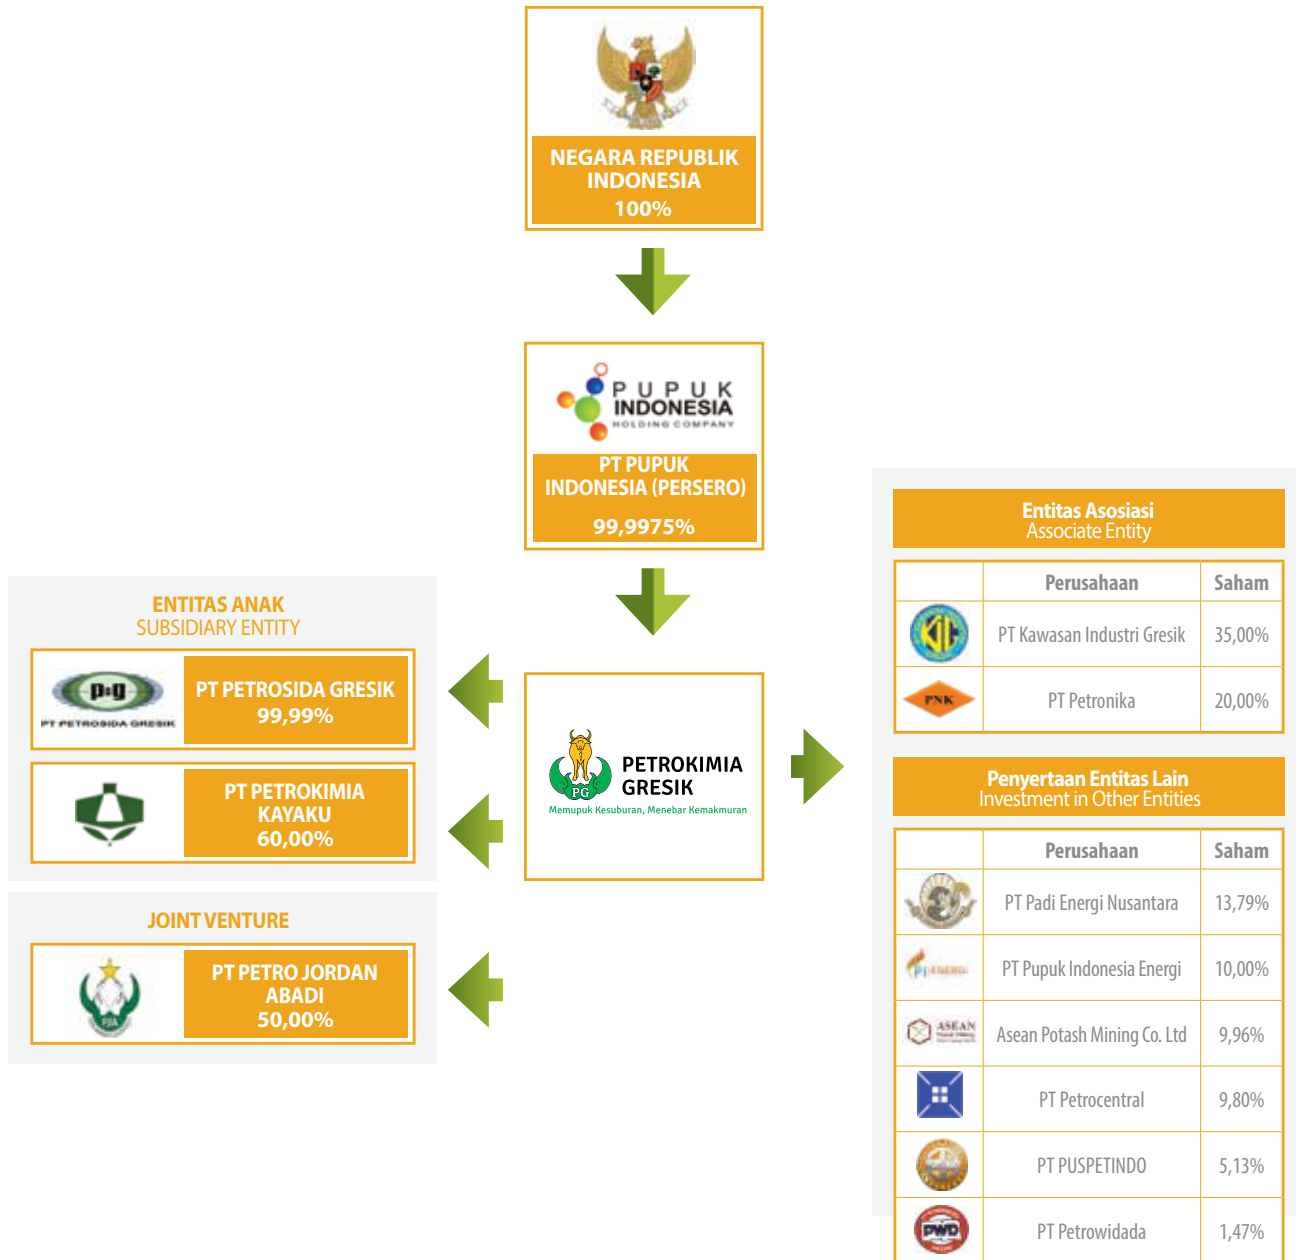 NEGARA REPUBLIK
INDONESIA
100%
PUPUK
INDONESIA
HOLDING COMPANY
PT PUPUK
INDONESIA (PERSERO)
99,9975%
ENTITAS ANAK
SUBSIDIARY ENTITY
PT PETROSIDA GRESIK
PT PETROSIDA GRESIK
99,99%
PT PETROKIMIA
KAYAKU
60,00%
JOINT VENTURE
PJA
PT PETRO JORDAN
ABADI
50,00%
PG
PETROKIMIA
GRESIK
Memupuk Kesuburan, Menebar Kemakmuran
Entitas Asosiasi
Associate Entity
Perusahaan Saham
KIG PT Kawasan Industri Gresik 35,00%
PNK PT Petronika 20,00%
Penyertaan Entitas Lain
Investment in Other Entities
Perusahaan Saham
PT Padi Energi Nusantara 13,79%
PI ENERGI PT Pupuk Indonesia Energi 10,00%
ASEAN
Asean Potash Mining Co. Ltd 9,96%
PT Petrocentral 9,80%
PT PUSPETINDO 5,13%
PWD PT Petrowidada 1,47%